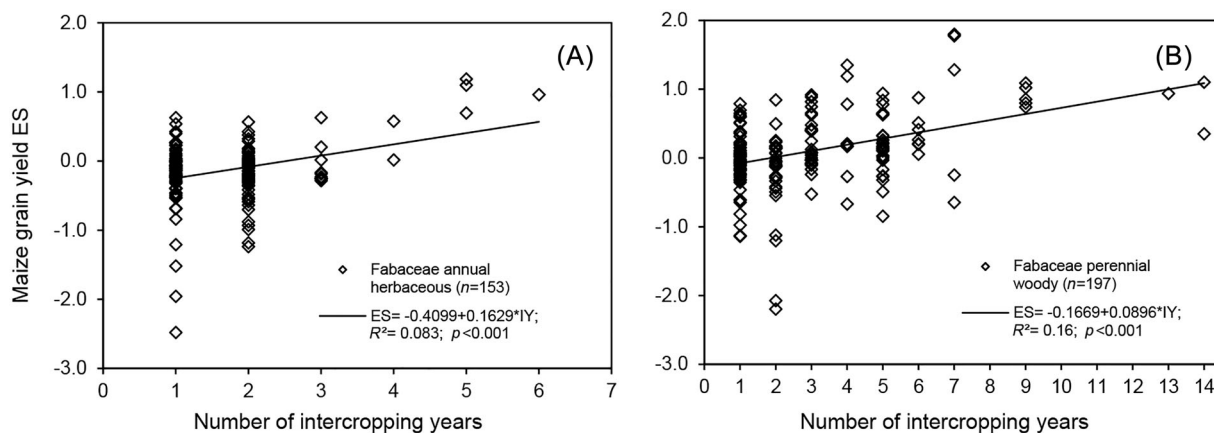 2.0
1.0
0.0
-1.0
-2.0
-3.0
Maize grain yield ES
(A)
Fabaceae annual
herbaceous (n=153)
ES= -0.4099+0.1629*IY;
R²= 0.083; p<0.001
0 1 2 3 4 5 6 7
Number of intercropping years
2.0
1.0
0.0
-1.0
-2.0
-3.0
(B)
Fabaceae perennial
woody (n=197)
ES= -0.1669+0.0896*IY;
R²= 0.16; p<0.001
0 1 2 3 4 5 6 7 8 9 10 11 12 13 14
Number of intercropping years